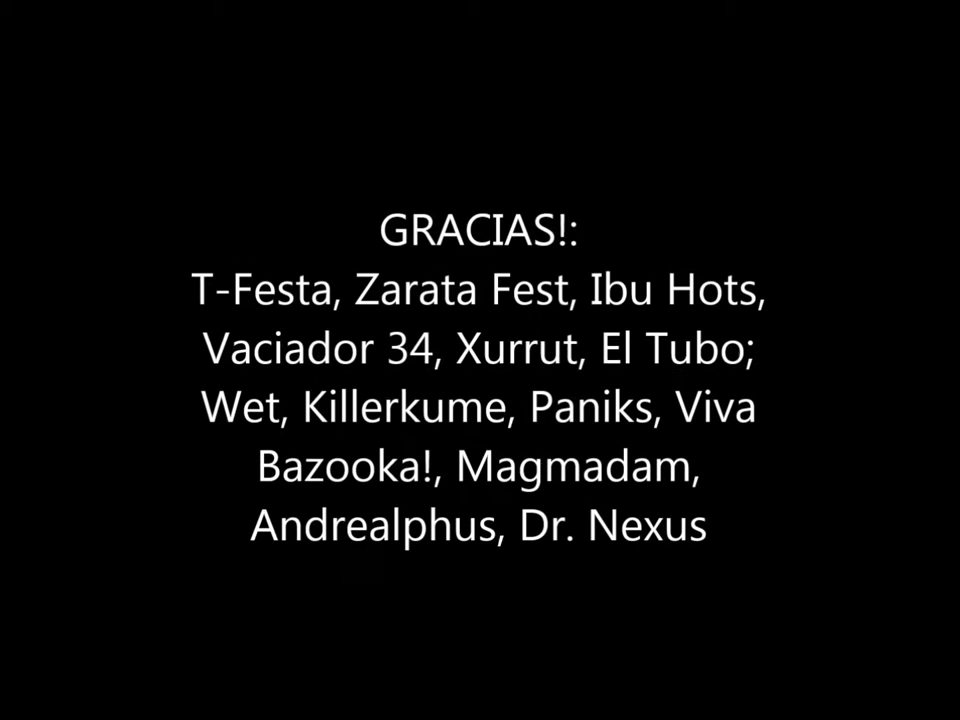 GRACIAS!:
T-Festa, Zarata Fest, Ibu Hots,
Vaciador 34, Xurrut, El Tubo;
Wet, Killerkume, Paniks, Viva
Bazooka!, Magmadam,
Andrealphus, Dr. Nexus